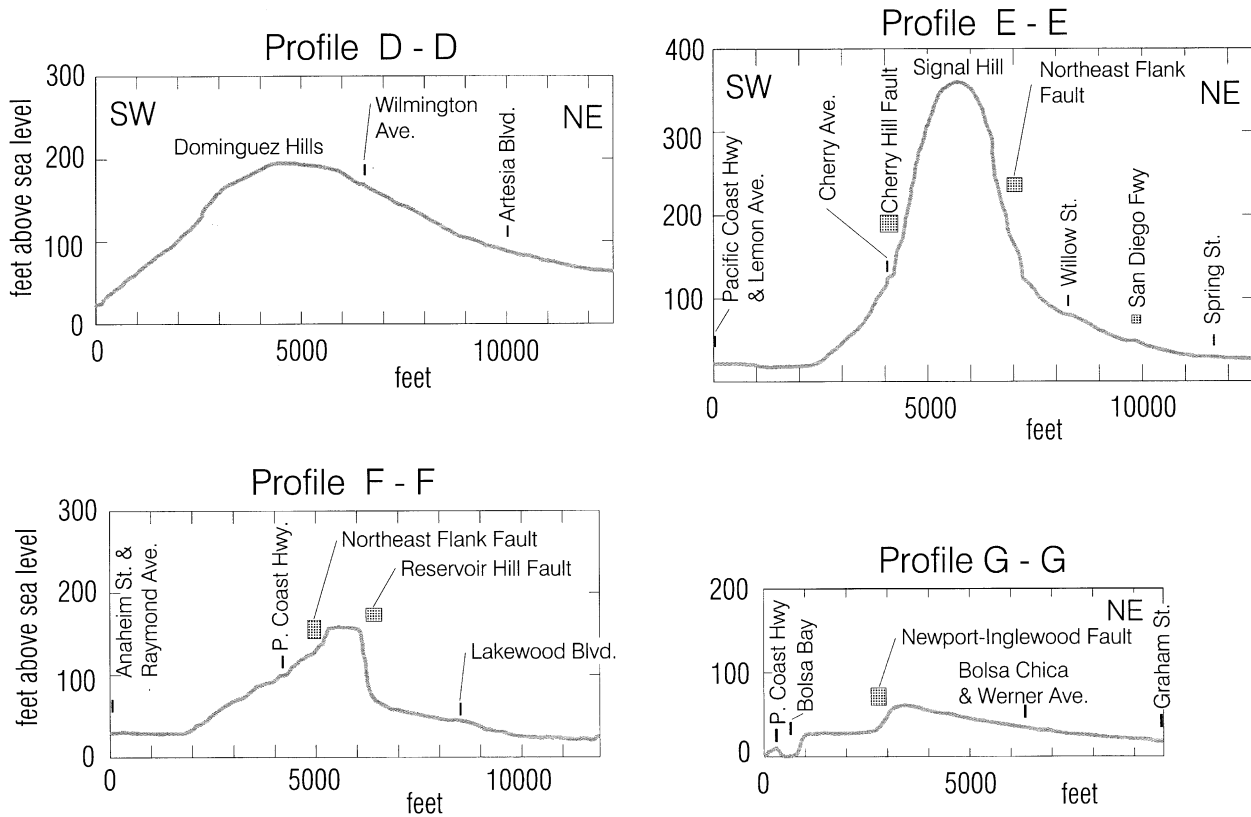 Profile D - D
300
SW
NE
Wilmington
Ave.
Dominguez Hills
200
Artesia Blvd.
100
0
feet above sea level
0
5000
10000
feet
Profile E - E
400
SW
Signal Hill
Northeast Flank
Fault
NE
300
Cherry Ave.
Cherry Hill Fault
200
Pacific Coast Hwy
& Lemon Ave.
Willow St.
San Diego Fwy
Spring St.
100
0
5000
10000
feet
Profile F - F
300
feet above sea level
Anaheim St. &
Raymond Ave.
P. Coast Hwy.
Northeast Flank Fault
Reservoir Hill Fault
200
Lakewood Blvd.
100
0
0
5000
10000
feet
Profile G - G
200
NE
P. Coast Hwy
Bolsa Bay
Newport-Inglewood Fault
Bolsa Chica
& Werner Ave.
Graham St.
100
0
0
5000
feet